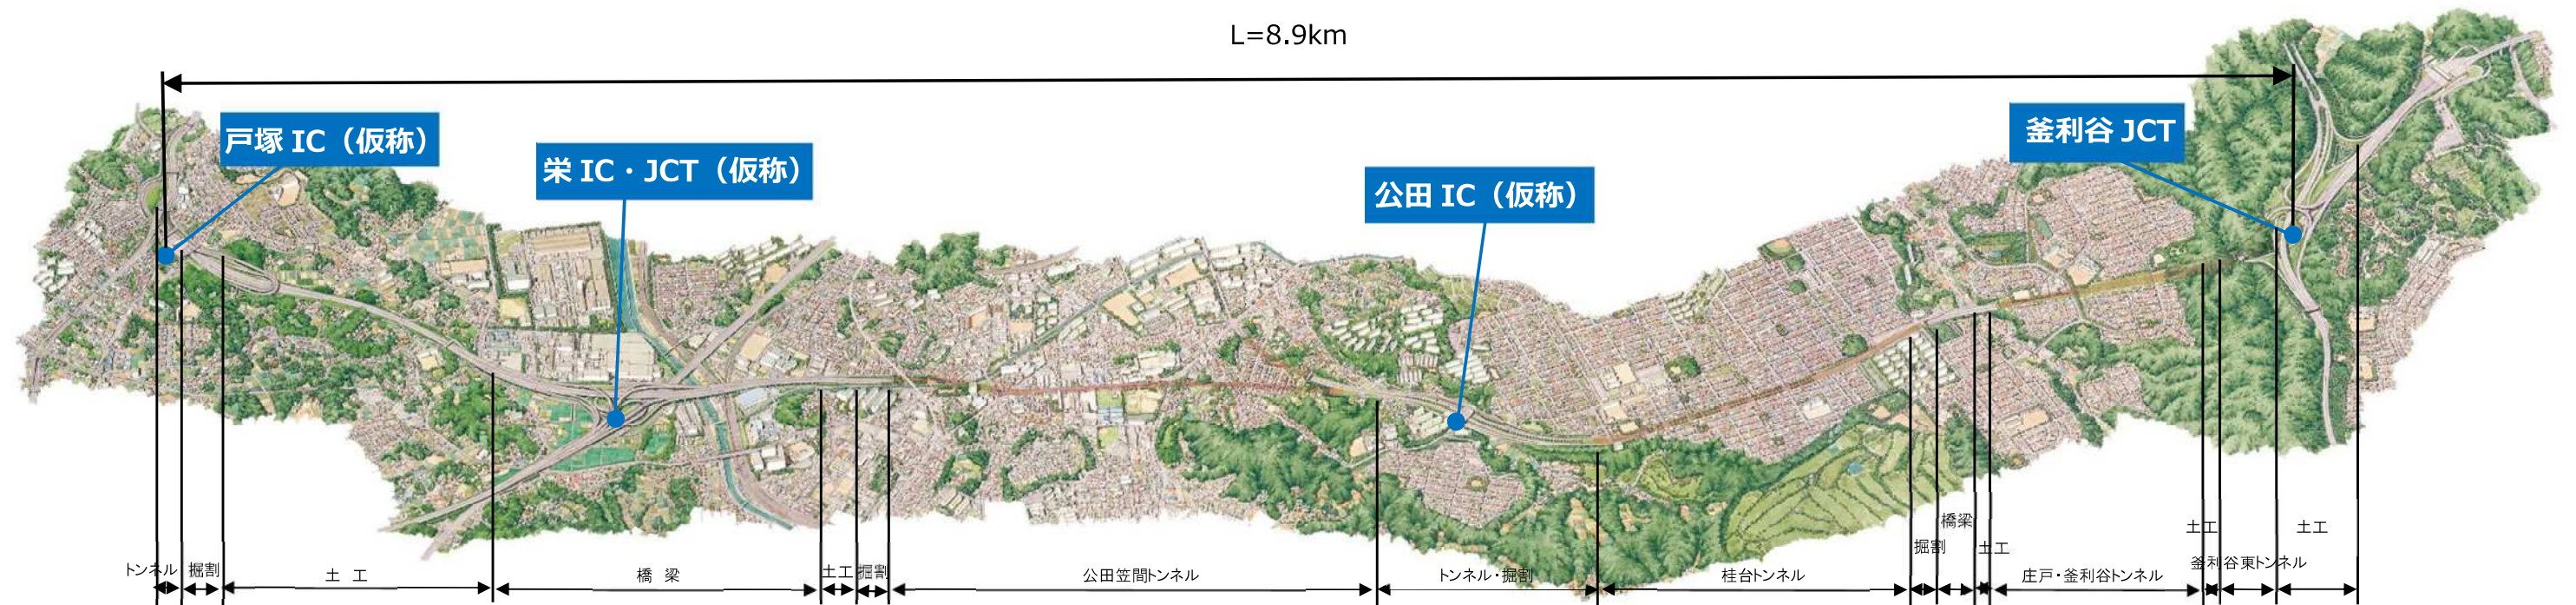 L=8.9km
戸塚 IC（仮称）
栄 IC・JCT（仮称）
公田 IC（仮称）
釜利谷 JCT
トンネル
掘割
土 工
橋 梁
土工
掘割
公田笠間トンネル
トンネル・掘割
桂台トンネル
掘割
橋梁
土工
庄戸・釜利谷トンネル
土工
釜利谷東トンネル
土工